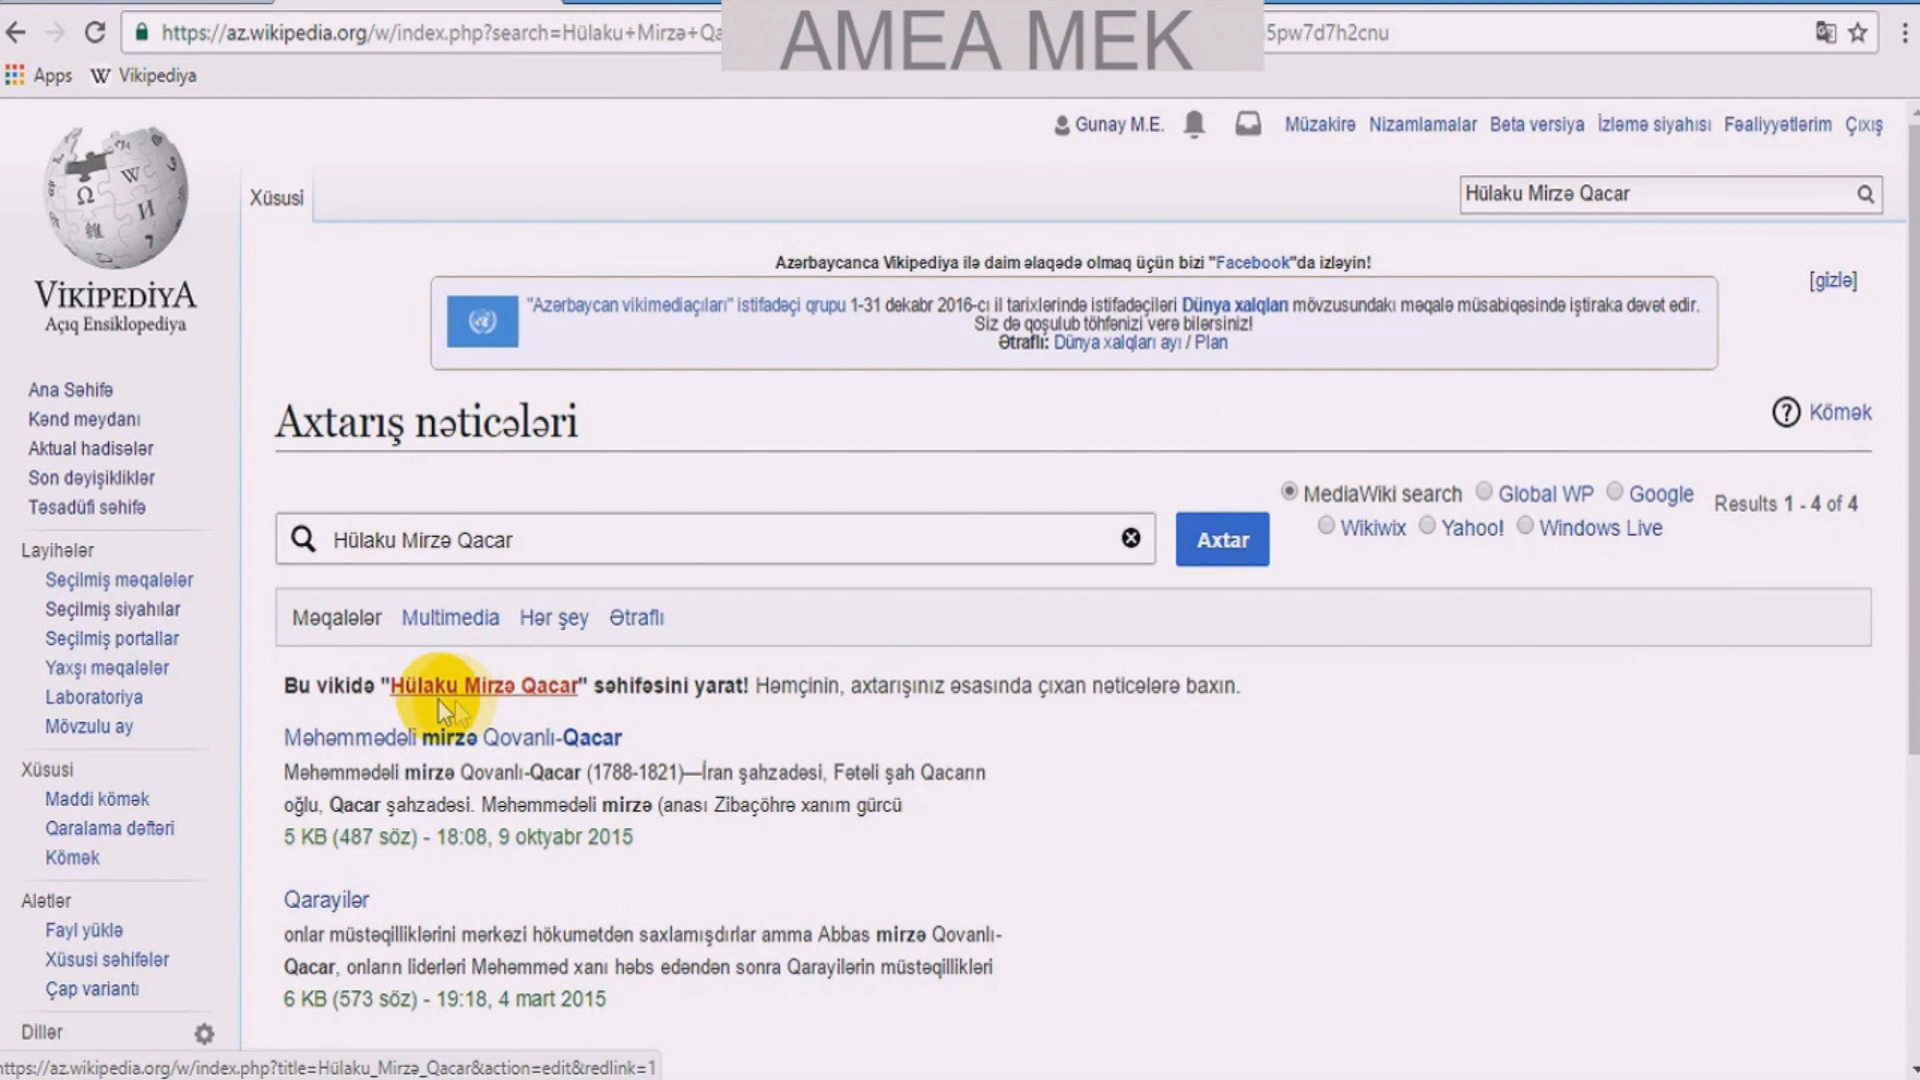 AMEA MEK
https://az.wikipedia.org/w/index.php?search=Hülaku+Mirzə+Qa
5pw7d7h2cnu
Apps W Vikipediya
Gunay M.E. Müzakirə Nizamlamalar Beta versiya İzləmə siyahısı Fəaliyyətlərim Çıxış
Xüsusi
Hülaku Mirzə Qacar
VİKİPEDİYA
Açıq Ensiklopediya
Azərbaycanca Vikipediya ilə daim əlaqədə olmaq üçün bizi "Facebook"da izləyin!
[gizlə]
"Azərbaycan vikimediaçıları" istifadəçi qrupu 1-31 dekabr 2016-cı il tarixlərində istifadəçiləri Dünya xalqları mövzusundakı məqalə müsabiqəsində iştiraka dəvət edir.
Siz də qoşulub töhfənizi verə bilərsiniz!
Ətraflı: Dünya xalqları ayı / Plan
Ana Səhifə
Kənd meydanı
Aktual hadisələr
Son dəyişikliklər
Təsadüfi səhifə
Layihələr
Seçilmiş məqalələr
Seçilmiş siyahılar
Seçilmiş portallar
Yaxşı məqalələr
Laboratoriya
Mövzulu ay
Xüsusi
Maddi kömək
Qaralama dəftəri
Kömək
Alətlər
Fayl yüklə
Xüsusi səhifələr
Çap variantı
Dillər
Axtarış nəticələri
Kömək
Hülaku Mirzə Qacar
Axtar
MediaWiki search Global WP Google
Wikiwix Yahoo! Windows Live
Results 1 - 4 of 4
Məqalələr Multimedia Hər şey Ətraflı
Bu vikidə "Hülaku Mirzə Qacar" səhifəsini yarat! Həmçinin, axtarışınız əsasında çıxan nəticələrə baxın.
Məhəmmədəli mirzə Qovanlı-Qacar
Məhəmmədəli mirzə Qovanlı-Qacar (1788-1821)—İran şahzadəsi, Fətəli şah Qacarın
oğlu, Qacar şahzadəsi. Məhəmmədəli mirzə (anası Zibaçöhrə xanım gürcü
5 KB (487 söz) - 18:08, 9 oktyabr 2015
Qarayilər
onlar müstəqilliklərini mərkəzi hökumətdən saxlamışdırlar amma Abbas mirzə Qovanlı-
Qacar, onların liderləri Məhəmməd xanı həbs edəndən sonra Qarayilərin müstəqillikləri
6 KB (573 söz) - 19:18, 4 mart 2015
https://az.wikipedia.org/w/index.php?title=Hülaku_Mirzə_Qacar&action=edit&redlink=1